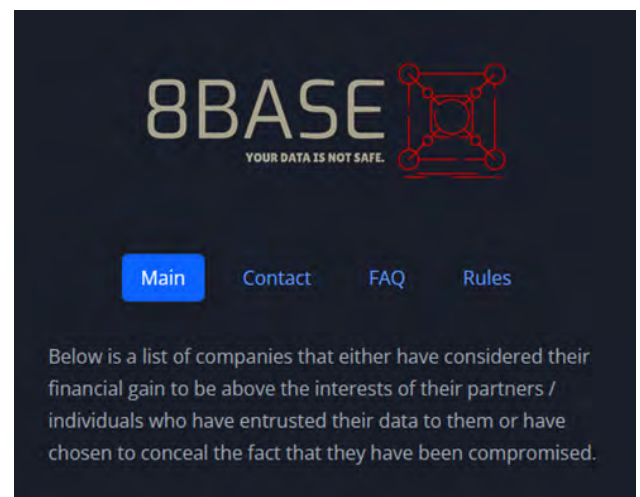 8BASE
YOUR DATA IS NOT SAFE.
Main Contact FAQ Rules
Below is a list of companies that either have considered their
financial gain to be above the interests of their partners /
individuals who have entrusted their data to them or have
chosen to conceal the fact that they have been compromised.